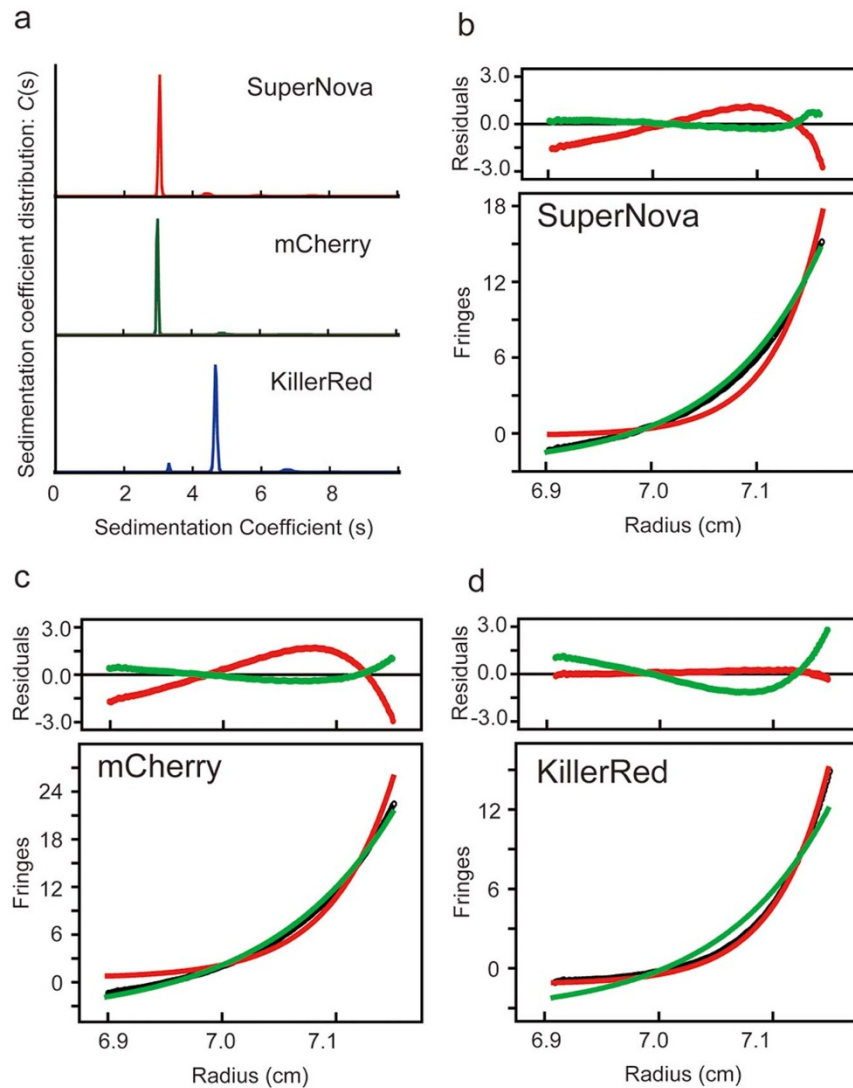 a
Sedimentation coefficient distribution: C(s)
SuperNova
mCherry
KillerRed
0 2 4 6 8
Sedimentation Coefficient (s)
b
Residuals
3.0
0.0
-3.0
Fringes
18
12
6
0
SuperNova
6.9 7.0 7.1
Radius (cm)
c
Residuals
3.0
0.0
-3.0
Fringes
24
18
12
6
0
mCherry
6.9 7.0 7.1
Radius (cm)
d
Residuals
3.0
0.0
-3.0
Fringes
12
6
0
KillerRed
6.9 7.0 7.1
Radius (cm)